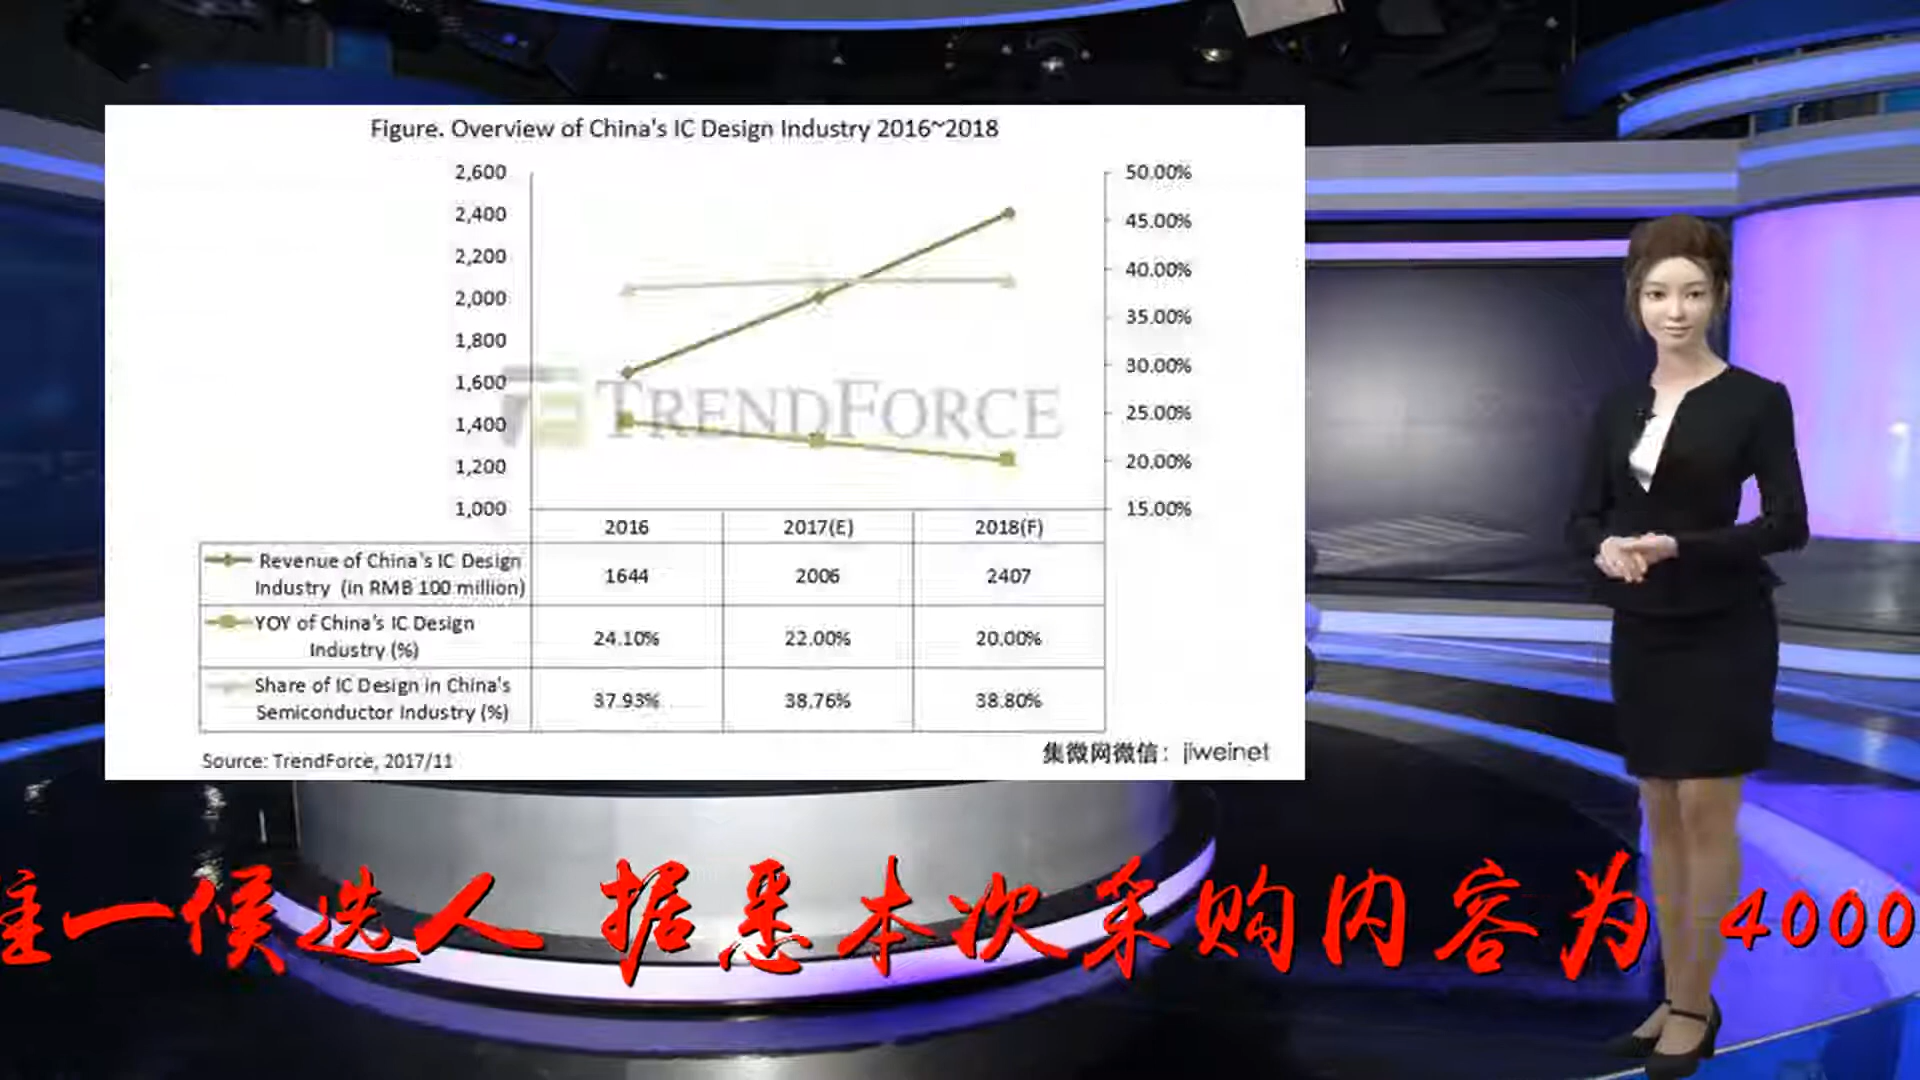 Figure. Overview of China's IC Design Industry 2016~2018
2,600
2,400
2,200
2,000
1,800
1,600
1,400
1,200
1,000
50.00%
45.00%
40.00%
35.00%
30.00%
25.00%
20.00%
15.00%
TRENDFORCE
2016 2017(E) 2018(F)
Revenue of China's IC Design
Industry (in RMB 100 million) 1644 2006 2407
YOY of China's IC Design
Industry (%) 24.10% 22.00% 20.00%
Share of IC Design in China's
Semiconductor Industry (%) 37.93% 38.76% 38.80%
Source: TrendForce, 2017/11
集微网微信：jiweinet
一候选人 据悉本次采购内容为 4000